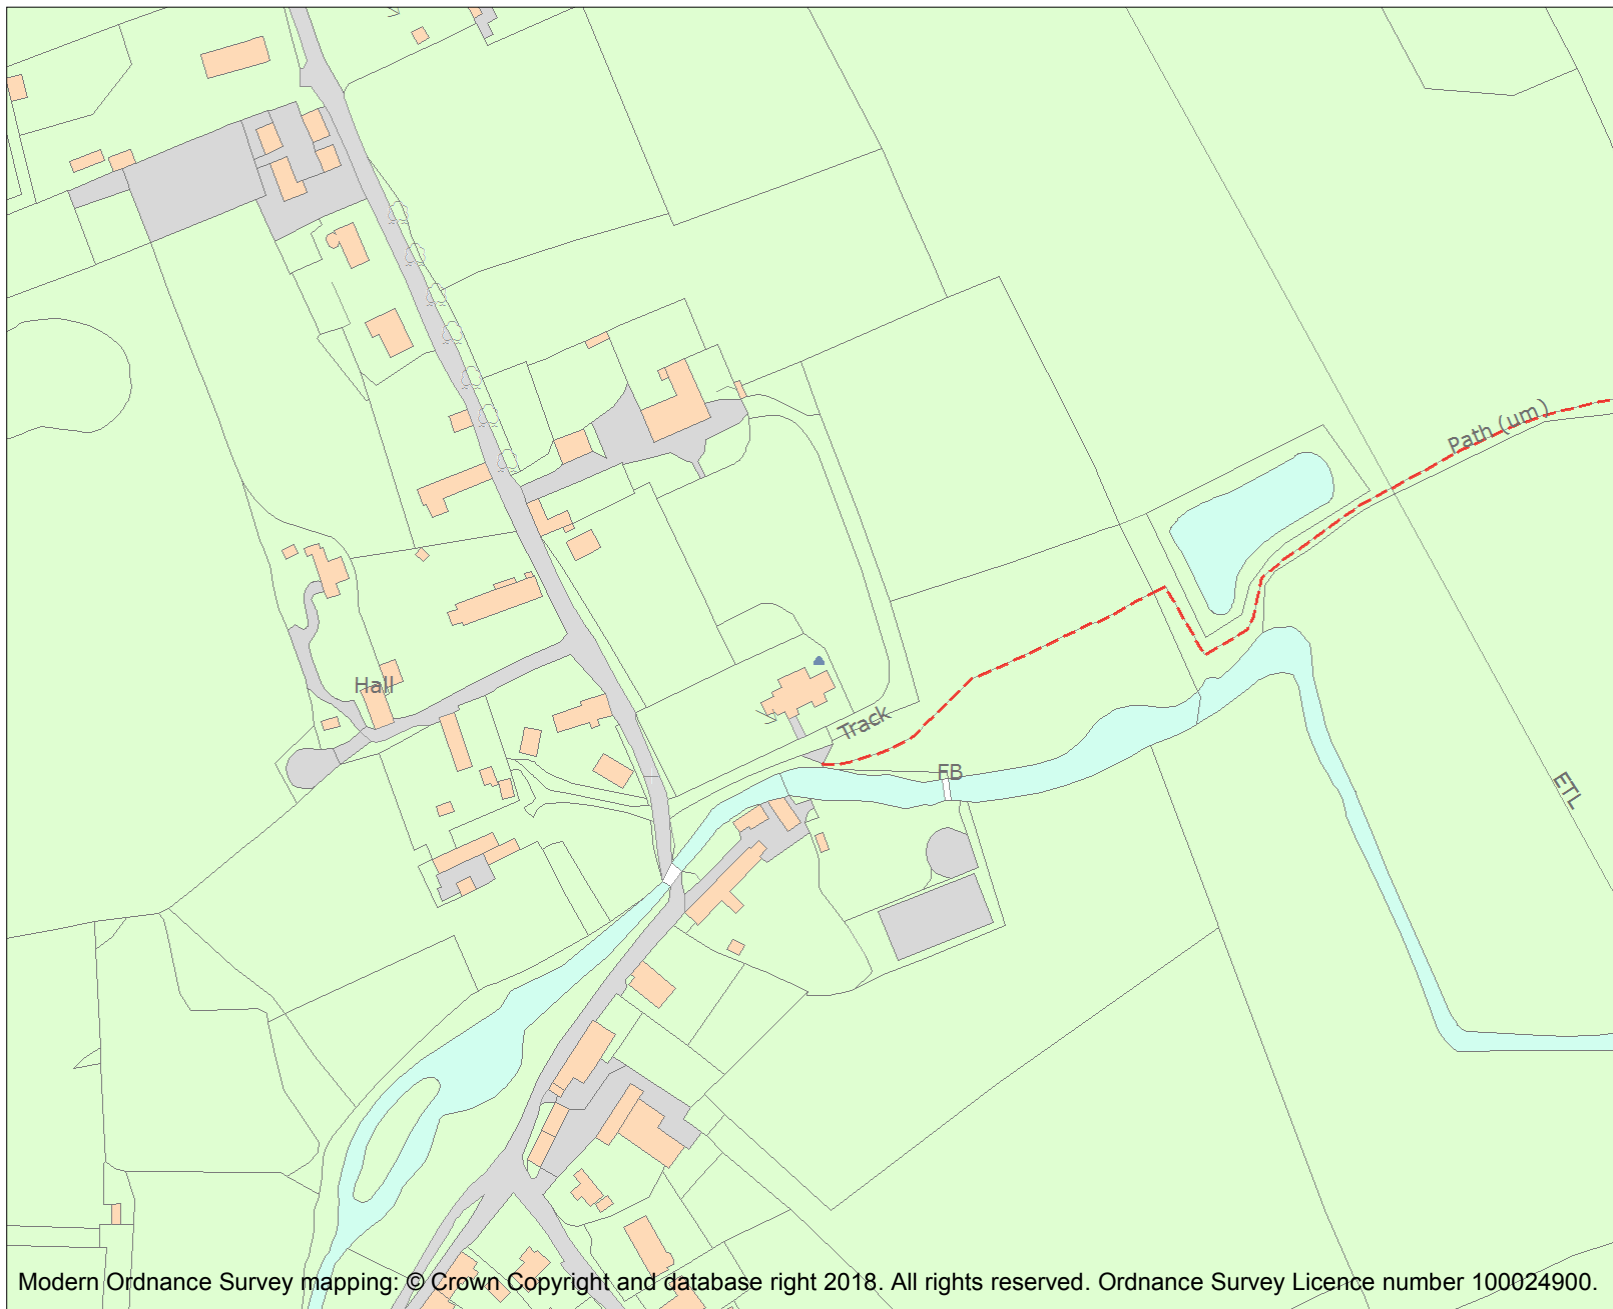 Path (um)
Hall
Track
FB
ETL
Modern Ordnance Survey mapping: © Crown Copyright and database right 2018. All rights reserved. Ordnance Survey Licence number 100024900.